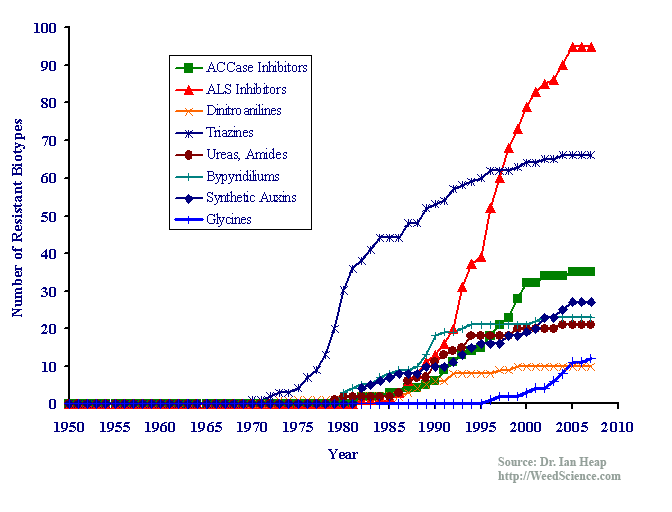 100
90
80
70
60
50
40
30
20
10
0
Number of Resistant Biotypes
ACCase Inhibitors
ALS Inhibitors
Dinitroanilines
Triazines
Ureas, Amides
Bypyridiliums
Synthetic Auxins
Glycines
1950 1955 1960 1965 1970 1975 1980 1985 1990 1995 2000 2005 2010
Year
Source: Dr. Ian Heap
http://WeedScience.com